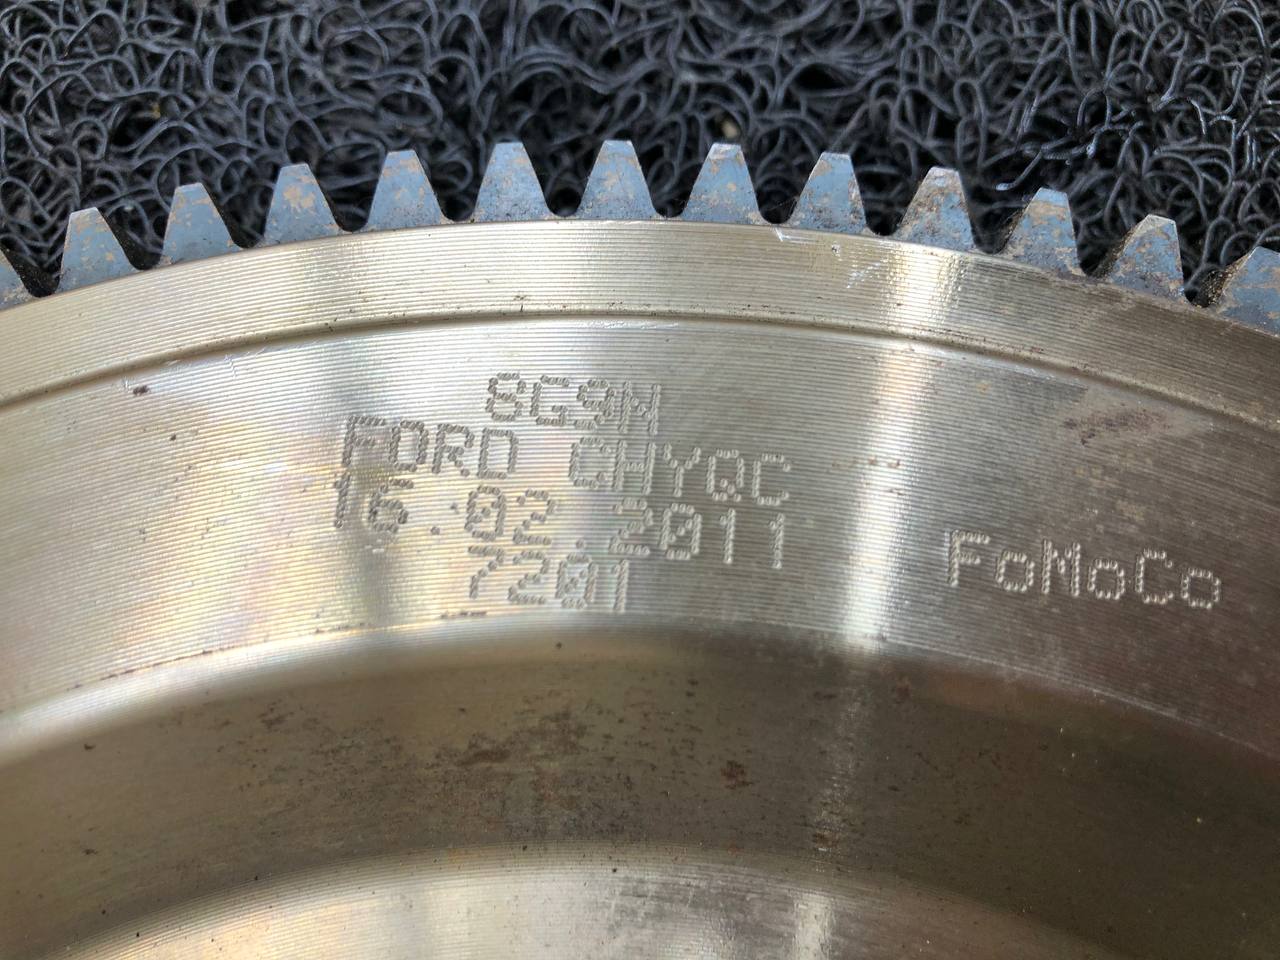 8G9N
FORD CHYQC
16.02.2011
7201
FoMoCo